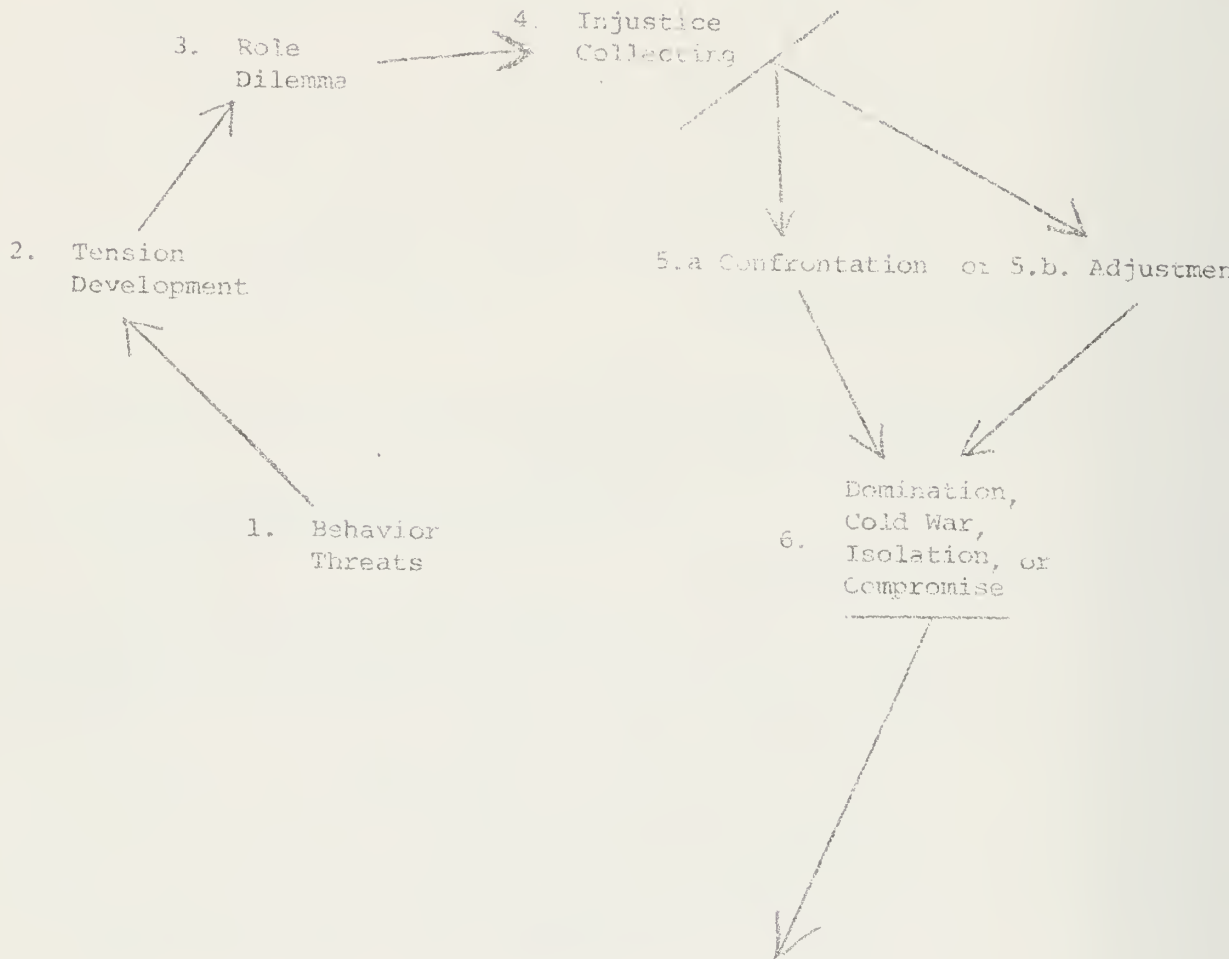 4. Injustice
Collecting
3. Role
Dilemma
2. Tension
Development
5.a Confrontation or 5.b. Adjustmen
1. Behavior
Threats
6. Domination,
Cold War,
Isolation, or
Compromise